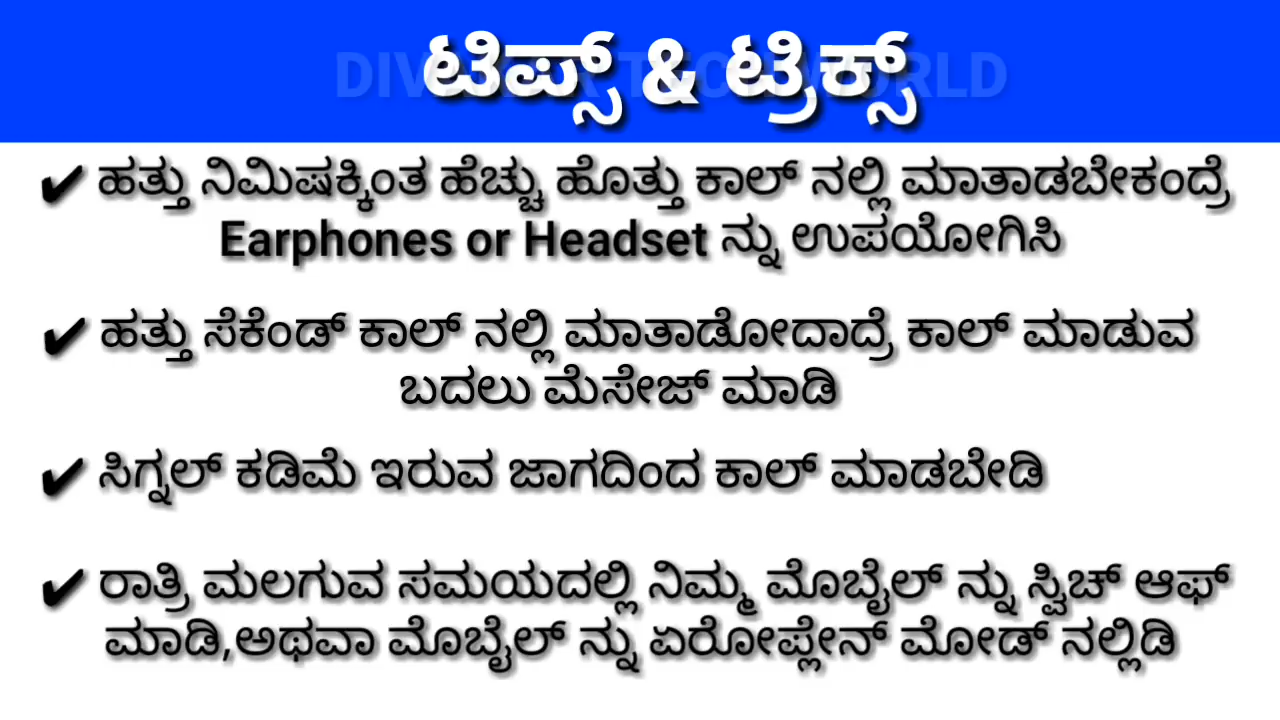 ಟಿಪ್ಸ್ & ಟ್ರಿಕ್ಸ್
✔ ಹತ್ತು ನಿಮಿಷಕ್ಕಿಂತ ಹೆಚ್ಚು ಹೊತ್ತು ಕಾಲ್ ನಲ್ಲಿ ಮಾತಾಡಬೇಕಂದ್ರೆ
Earphones or Headset ನ್ನು ಉಪಯೋಗಿಸಿ
✔ ಹತ್ತು ಸೆಕೆಂಡ್ ಕಾಲ್ ನಲ್ಲಿ ಮಾತಾಡೋದಾದ್ರೆ ಕಾಲ್ ಮಾಡುವ
ಬದಲು ಮೆಸೇಜ್ ಮಾಡಿ
✔ ಸಿಗ್ನಲ್ ಕಡಿಮೆ ಇರುವ ಜಾಗದಿಂದ ಕಾಲ್ ಮಾಡಬೇಡಿ
✔ ರಾತ್ರಿ ಮಲಗುವ ಸಮಯದಲ್ಲಿ ನಿಮ್ಮ ಮೊಬೈಲ್ ನ್ನು ಸ್ವಿಚ್ ಆಫ್
ಮಾಡಿ,ಅಥವಾ ಮೊಬೈಲ್ ನ್ನು ಏರೋಪ್ಲೇನ್ ಮೋಡ್ ನಲ್ಲಿಡಿ